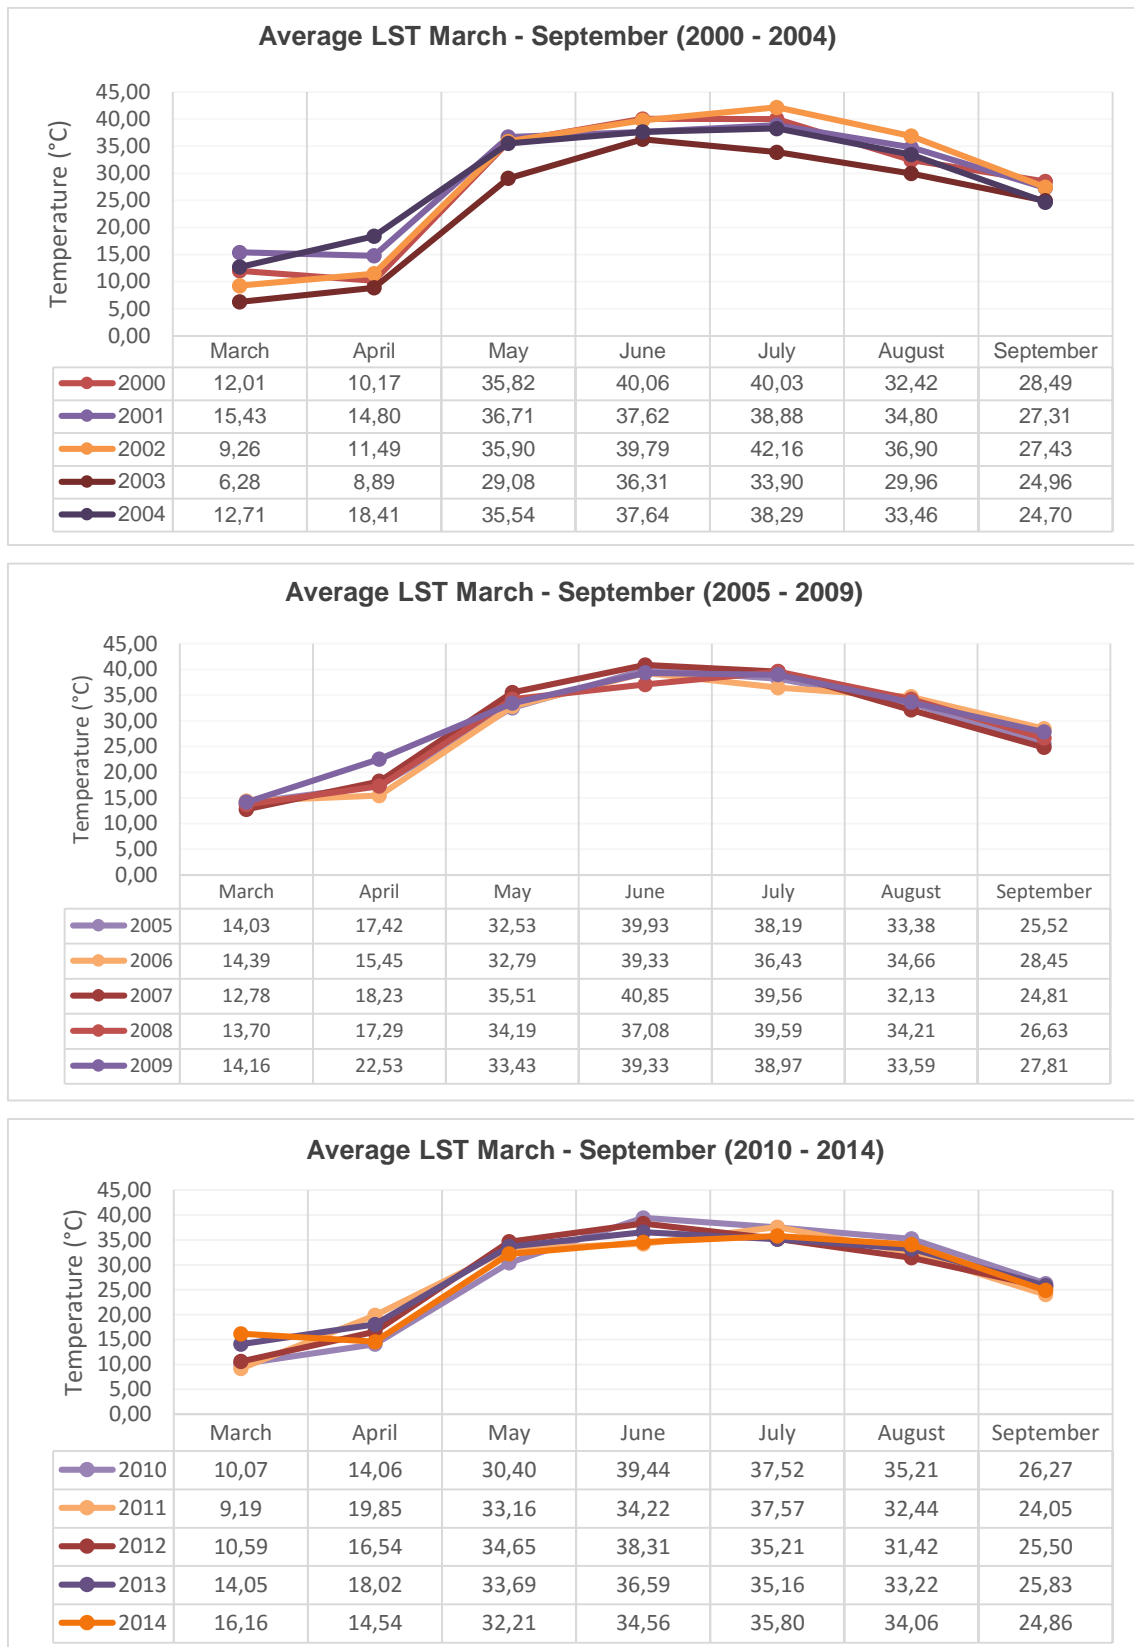 Average LST March - September (2000 - 2004)
Temperature (°C)
45,00
40,00
35,00
30,00
25,00
20,00
15,00
10,00
5,00
0,00
March April May June July August September
2000 12,01 10,17 35,82 40,06 40,03 32,42 28,49
2001 15,43 14,80 36,71 37,62 38,88 34,80 27,31
2002 9,26 11,49 35,90 39,79 42,16 36,90 27,43
2003 6,28 8,89 29,08 36,31 33,90 29,96 24,96
2004 12,71 18,41 35,54 37,64 38,29 33,46 24,70
Average LST March - September (2005 - 2009)
Temperature (°C)
45,00
40,00
35,00
30,00
25,00
20,00
15,00
10,00
5,00
0,00
March April May June July August September
2005 14,03 17,42 32,53 39,93 38,19 33,38 25,52
2006 14,39 15,45 32,79 39,33 36,43 34,66 28,45
2007 12,78 18,23 35,51 40,85 39,56 32,13 24,81
2008 13,70 17,29 34,19 37,08 39,59 34,21 26,63
2009 14,16 22,53 33,43 39,33 38,97 33,59 27,81
Average LST March - September (2010 - 2014)
Temperature (°C)
45,00
40,00
35,00
30,00
25,00
20,00
15,00
10,00
5,00
0,00
March April May June July August September
2010 10,07 14,06 30,40 39,44 37,52 35,21 26,27
2011 9,19 19,85 33,16 34,22 37,57 32,44 24,05
2012 10,59 16,54 34,65 38,31 35,21 31,42 25,50
2013 14,05 18,02 33,69 36,59 35,16 33,22 25,83
2014 16,16 14,54 32,21 34,56 35,80 34,06 24,86